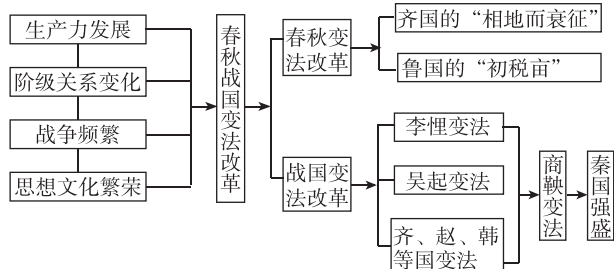 生产力发展
阶级关系变化
战争频繁
思想文化繁荣
春秋战国变法改革
春秋变
法改革
齐国的“相地而衰征”
鲁国的“初税亩”
战国变
法改革
李悝变法
吴起变法
齐、赵、韩
等国变法
商鞅变法
秦国强盛